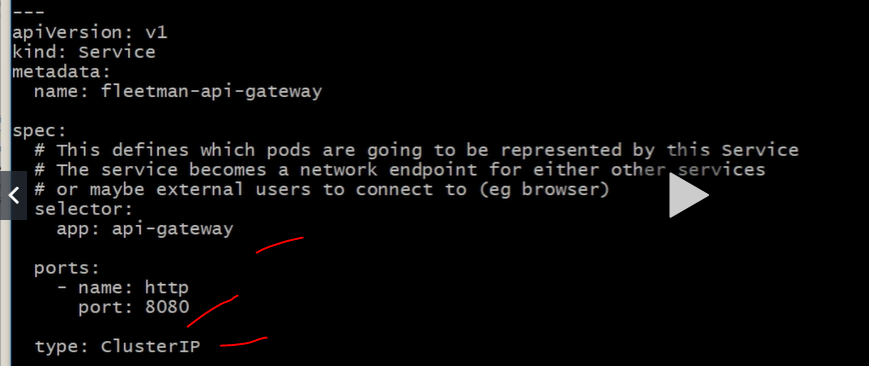 ---
apiVersion: v1
kind: Service
metadata:
  name: fleetman-api-gateway

spec:
  # This defines which pods are going to be represented by this Service
  # The service becomes a network endpoint for either other services
  # or maybe external users to connect to (eg browser)
  selector:
    app: api-gateway

  ports:
    - name: http
      port: 8080

  type: ClusterIP